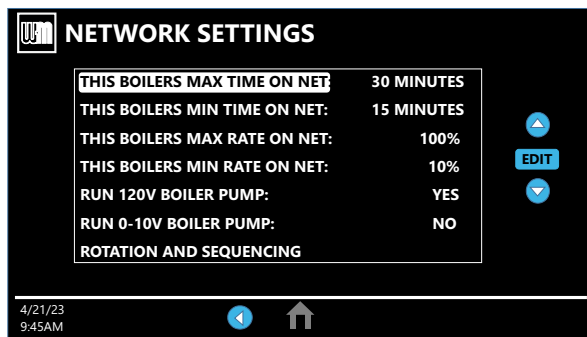 WM NETWORK SETTINGS
THIS BOILERS MAX TIME ON NET: 30 MINUTES
THIS BOILERS MIN TIME ON NET: 15 MINUTES
THIS BOILERS MAX RATE ON NET: 100%
THIS BOILERS MIN RATE ON NET: 10%
EDIT
RUN 120V BOILER PUMP: YES
RUN 0-10V BOILER PUMP: NO
ROTATION AND SEQUENCING
4/21/23
9:45AM